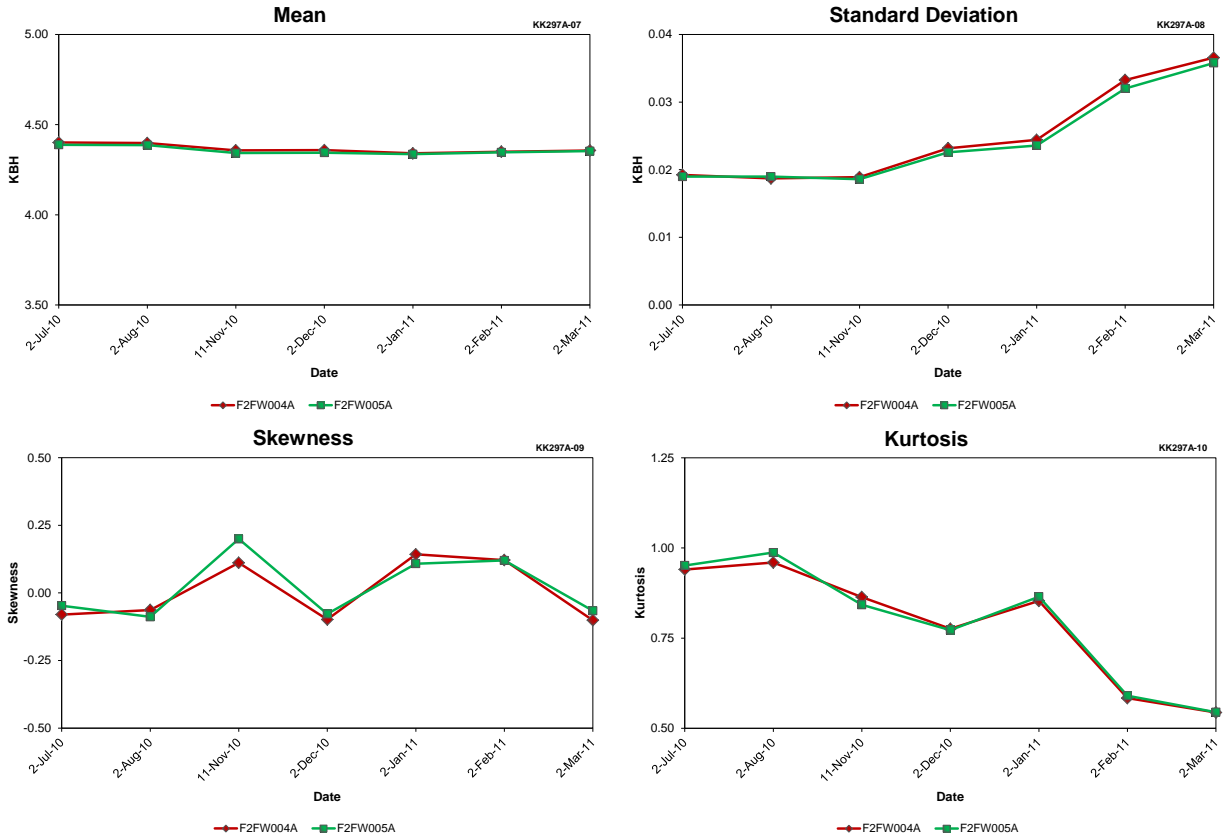 Mean
KK297A-07
5.00
4.50
4.00
3.50
KBH
2-Jul-10
2-Aug-10
11-Nov-10
2-Dec-10
2-Jan-11
2-Feb-11
2-Mar-11
Date
F2FW004A F2FW005A
Standard Deviation
KK297A-08
0.04
0.03
0.02
0.01
0.00
KBH
2-Jul-10
2-Aug-10
11-Nov-10
2-Dec-10
2-Jan-11
2-Feb-11
2-Mar-11
Date
F2FW004A F2FW005A
Skewness
KK297A-09
0.50
0.25
0.00
-0.25
-0.50
Skewness
2-Jul-10
2-Aug-10
11-Nov-10
2-Dec-10
2-Jan-11
2-Feb-11
2-Mar-11
Date
F2FW004A F2FW005A
Kurtosis
KK297A-10
1.25
1.00
0.75
0.50
Kurtosis
2-Jul-10
2-Aug-10
11-Nov-10
2-Dec-10
2-Jan-11
2-Feb-11
2-Mar-11
Date
F2FW004A F2FW005A